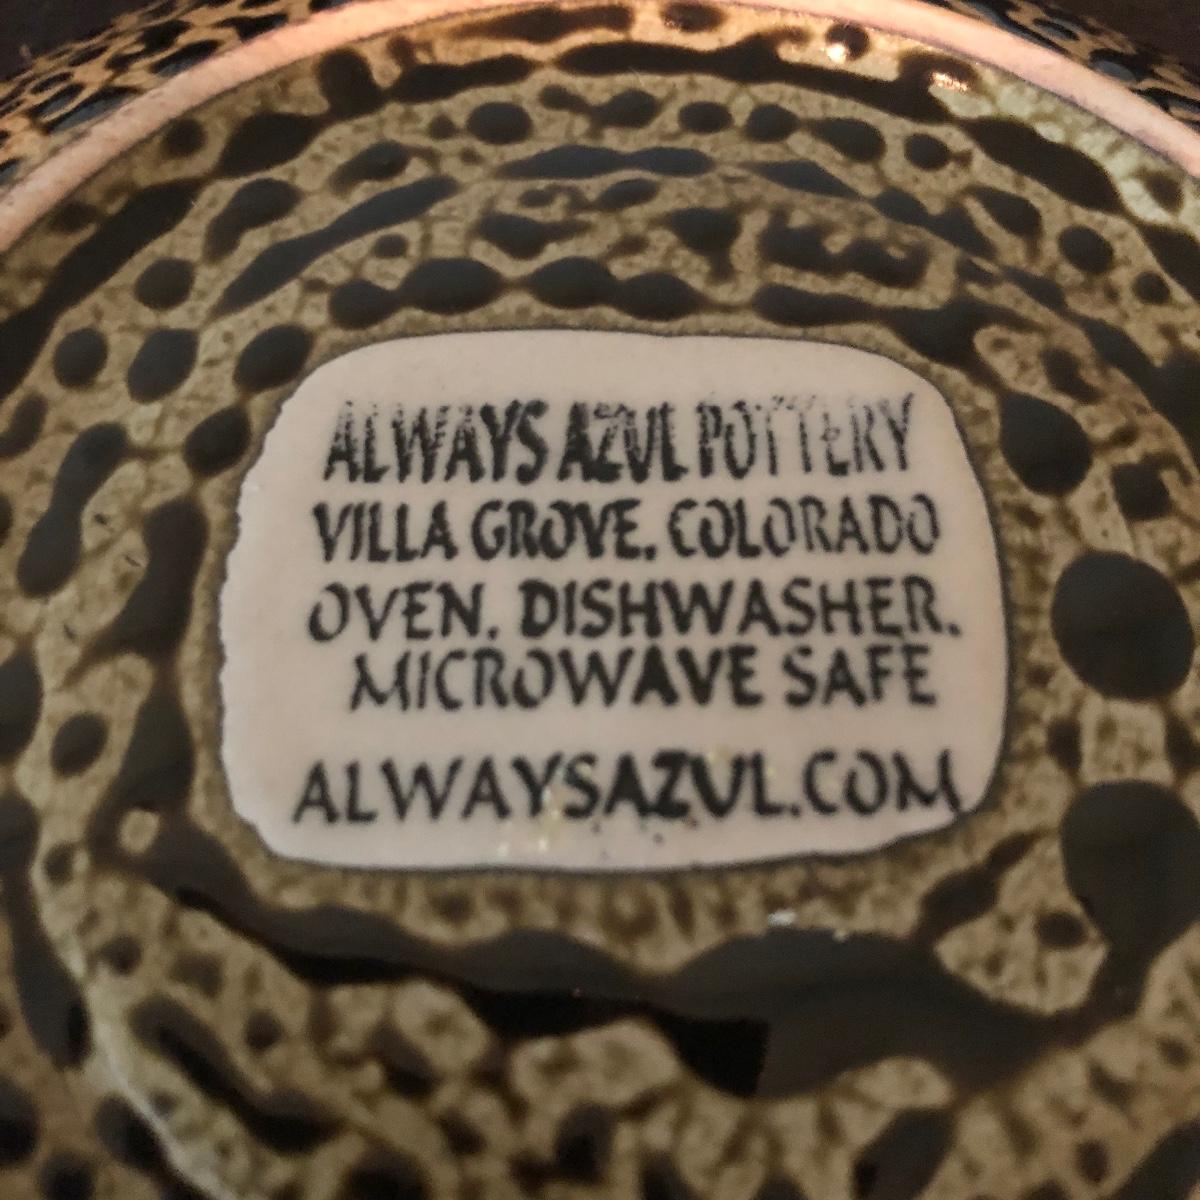 ALWAYS AZUL POTTERY
VILLA GROVE. COLORADO
OVEN. DISHWASHER.
MICROWAVE SAFE
ALWAYSAZUL.COM